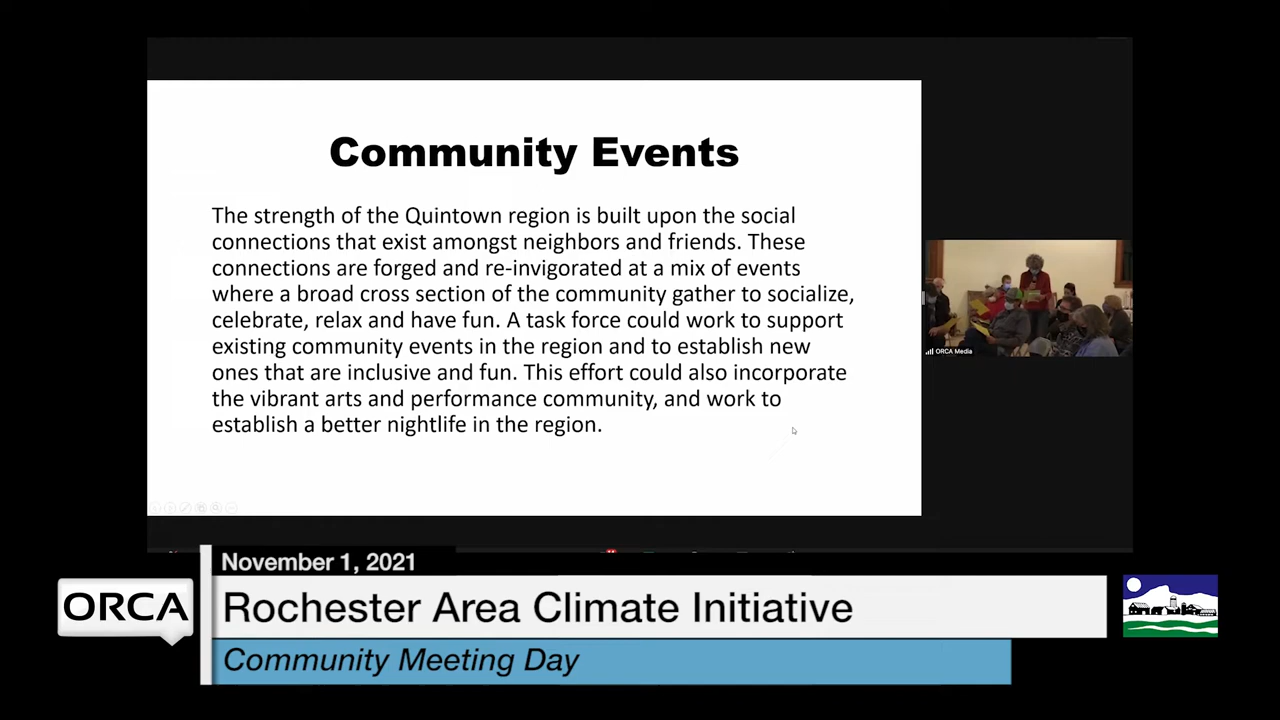 Community Events
The strength of the Quintown region is built upon the social
connections that exist amongst neighbors and friends. These
connections are forged and re-invigorated at a mix of events
where a broad cross section of the community gather to socialize,
celebrate, relax and have fun. A task force could work to support
existing community events in the region and to establish new
ones that are inclusive and fun. This effort could also incorporate
the vibrant arts and performance community, and work to
establish a better nightlife in the region.
ORCA Media
November 1, 2021
ORCA
Rochester Area Climate Initiative
Community Meeting Day